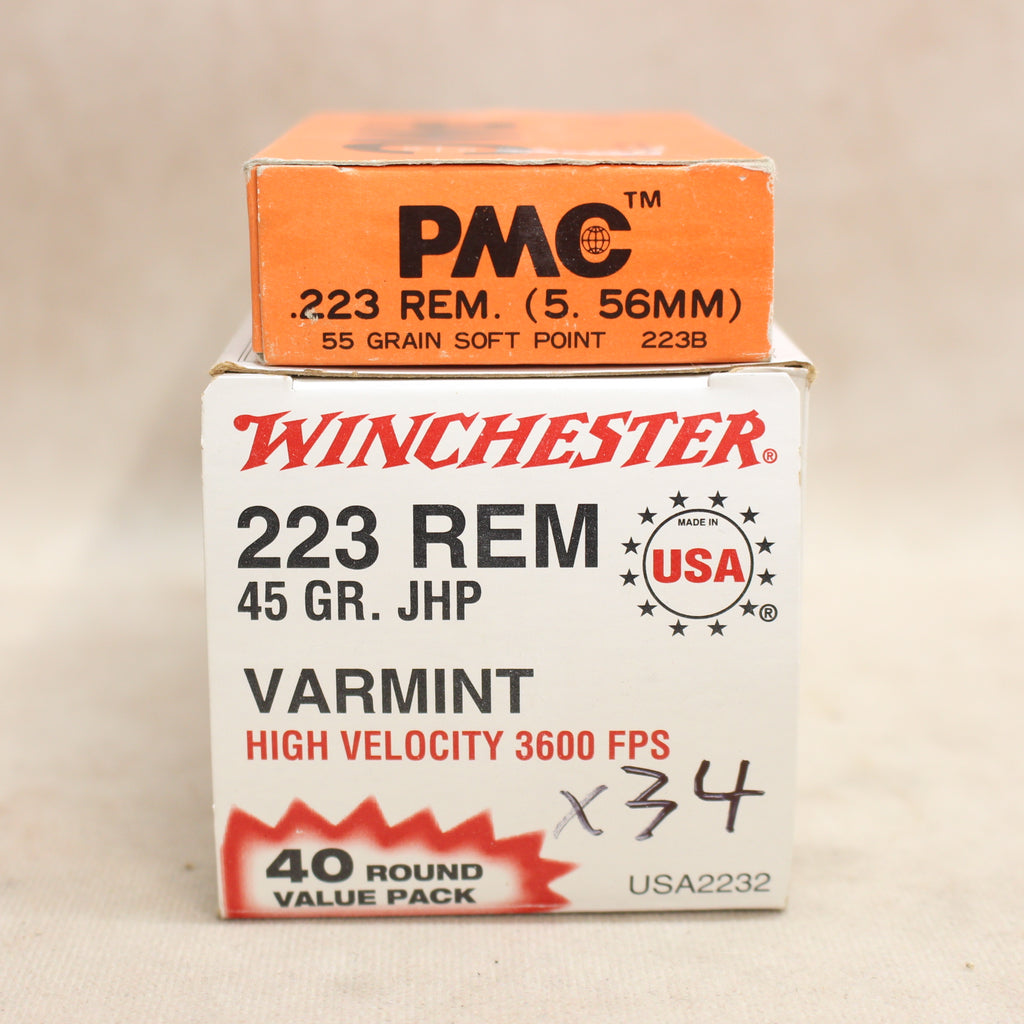 PMC™
.223 REM. (5. 56MM)
55 GRAIN SOFT POINT 223B
WINCHESTER®
223 REM
45 GR. JHP
MADE IN
USA
®
VARMINT
HIGH VELOCITY 3600 FPS
x34
40 ROUND
VALUE PACK
USA2232